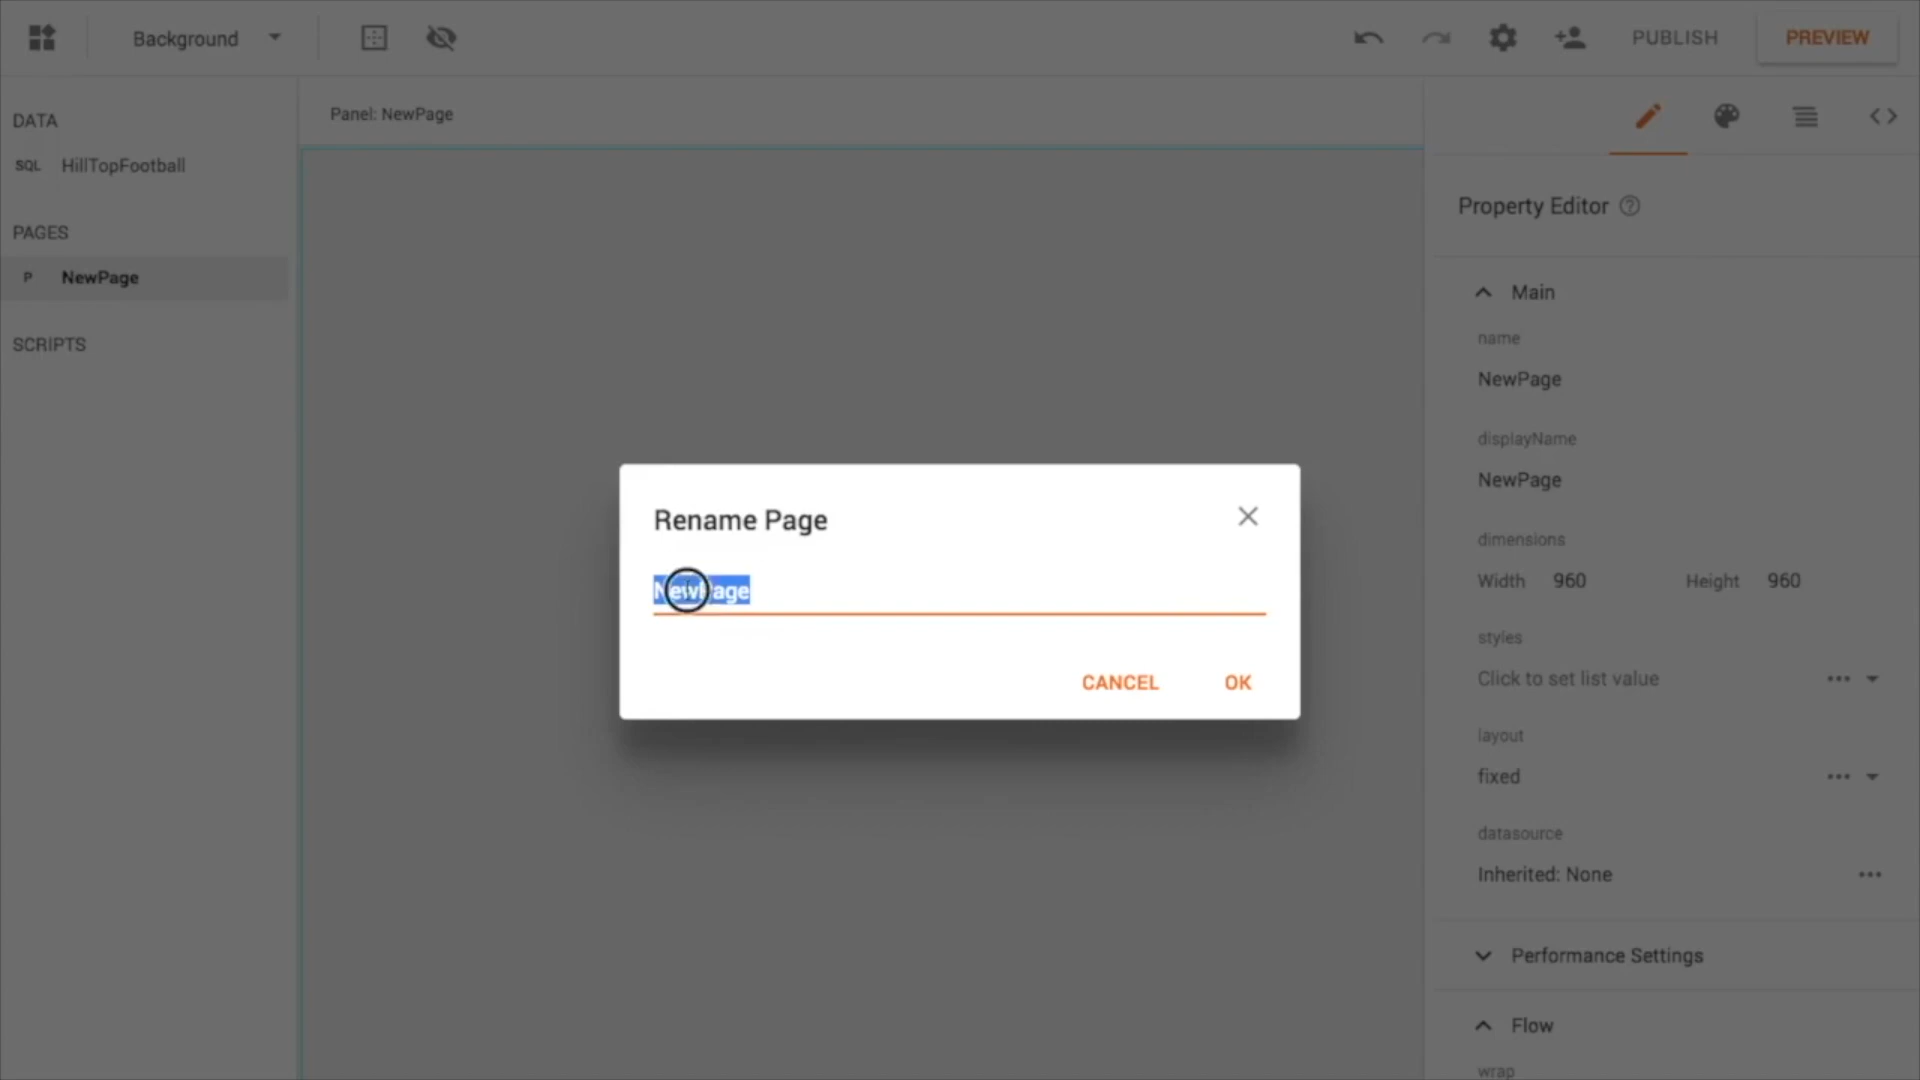 Background
PUBLISH
PREVIEW
DATA
SQL HillTopFootball
PAGES
P NewPage
SCRIPTS
Panel: NewPage
Rename Page
NewPage
CANCEL OK
Property Editor
Main
name
NewPage
displayName
NewPage
dimensions
Width 960 Height 960
styles
Click to set list value
layout
fixed
datasource
Inherited: None
Performance Settings
Flow
wrap